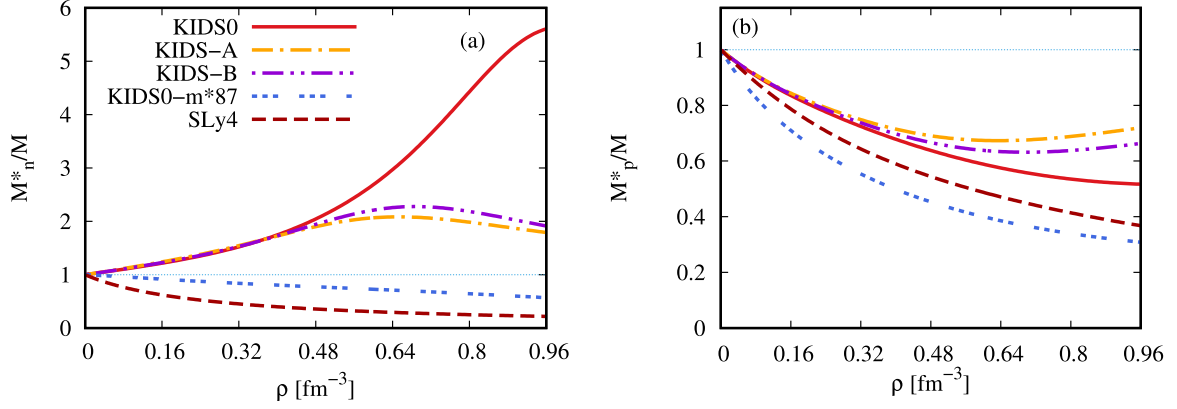 6
5
4
3
2
1
0
M*n/M
KIDS0
KIDS−A
KIDS−B
KIDS0−m*87
SLy4
(a)
0 0.16 0.32 0.48 0.64 0.8 0.96
ρ [fm−3]
1
0.8
0.6
0.4
0.2
0
M*p/M
(b)
0 0.16 0.32 0.48 0.64 0.8 0.96
ρ [fm−3]